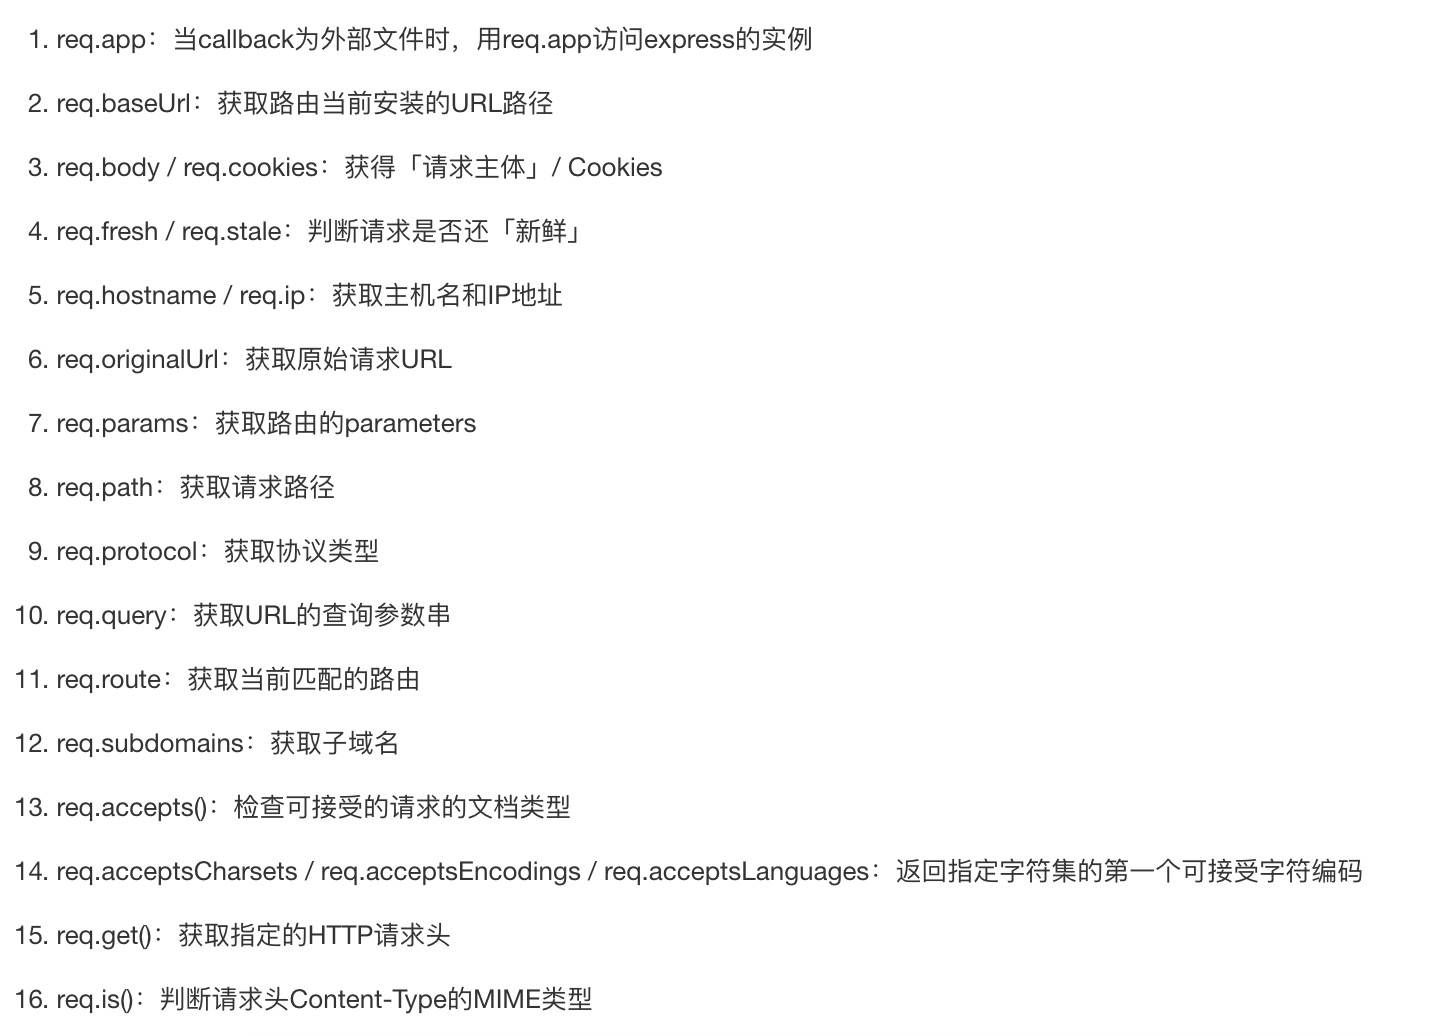 1. req.app：当callback为外部文件时，用req.app访问express的实例
2. req.baseUrl：获取路由当前安装的URL路径
3. req.body / req.cookies：获得「请求主体」/ Cookies
4. req.fresh / req.stale：判断请求是否还「新鲜」
5. req.hostname / req.ip：获取主机名和IP地址
6. req.originalUrl：获取原始请求URL
7. req.params：获取路由的parameters
8. req.path：获取请求路径
9. req.protocol：获取协议类型
10. req.query：获取URL的查询参数串
11. req.route：获取当前匹配的路由
12. req.subdomains：获取子域名
13. req.accepts()：检查可接受的请求的文档类型
14. req.acceptsCharsets / req.acceptsEncodings / req.acceptsLanguages：返回指定字符集的第一个可接受字符编码
15. req.get()：获取指定的HTTP请求头
16. req.is()：判断请求头Content-Type的MIME类型